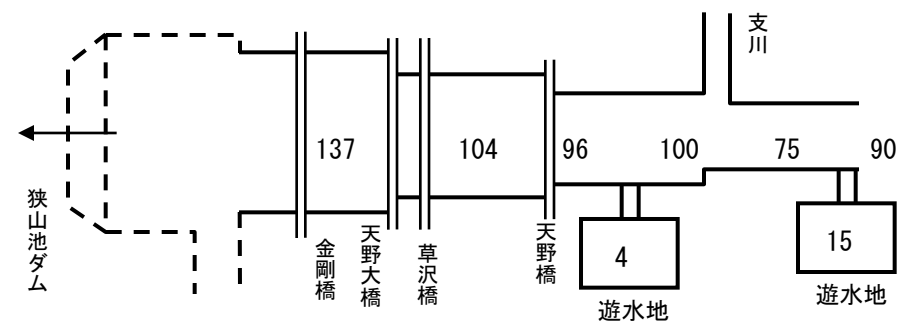 支川
137
104
96
100
75
90
狭山池ダム
金剛橋
天野大橋
草沢橋
天野橋
4
15
遊水地
遊水地